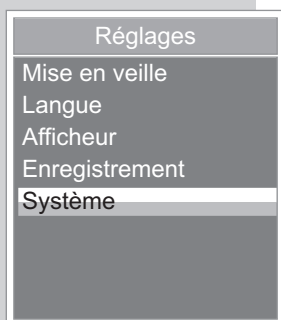 Réglages
Mise en veille
Langue
Afficheur
Enregistrement
Système